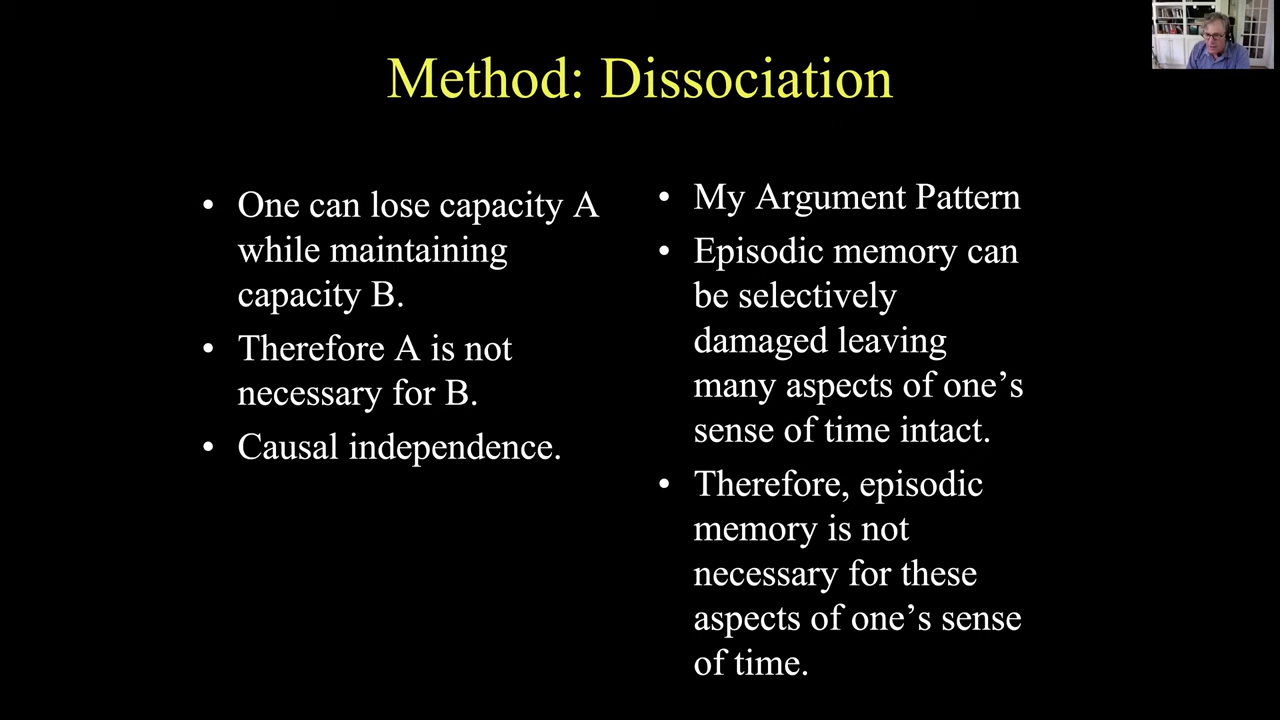 Method: Dissociation
• One can lose capacity A
while maintaining
capacity B.
• Therefore A is not
necessary for B.
• Causal independence.
• My Argument Pattern
• Episodic memory can
be selectively
damaged leaving
many aspects of one’s
sense of time intact.
• Therefore, episodic
memory is not
necessary for these
aspects of one’s sense
of time.